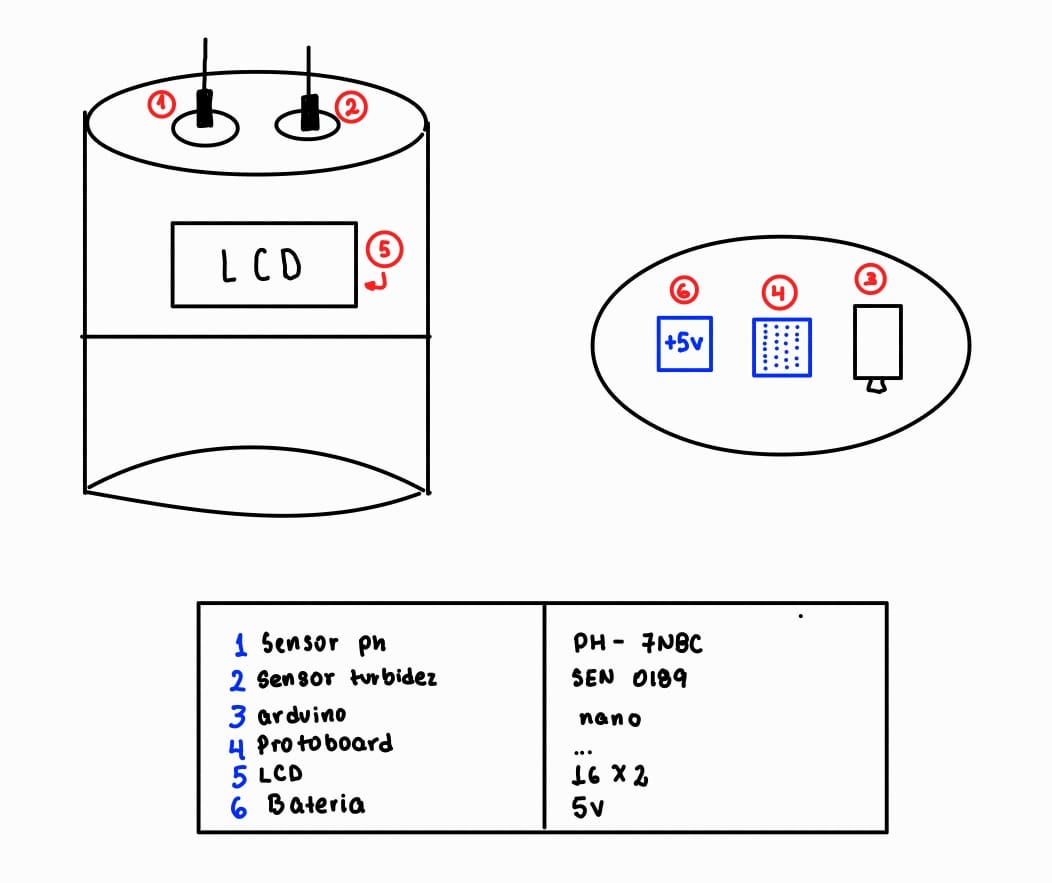 1
2
LCD
5
6
4
3
+5v
1 Sensor ph PH - 7NBC
2 Sensor turbidez SEN 0189
3 arduino nano
4 Protoboard ...
5 LCD 16 x 2
6 Bateria 5v